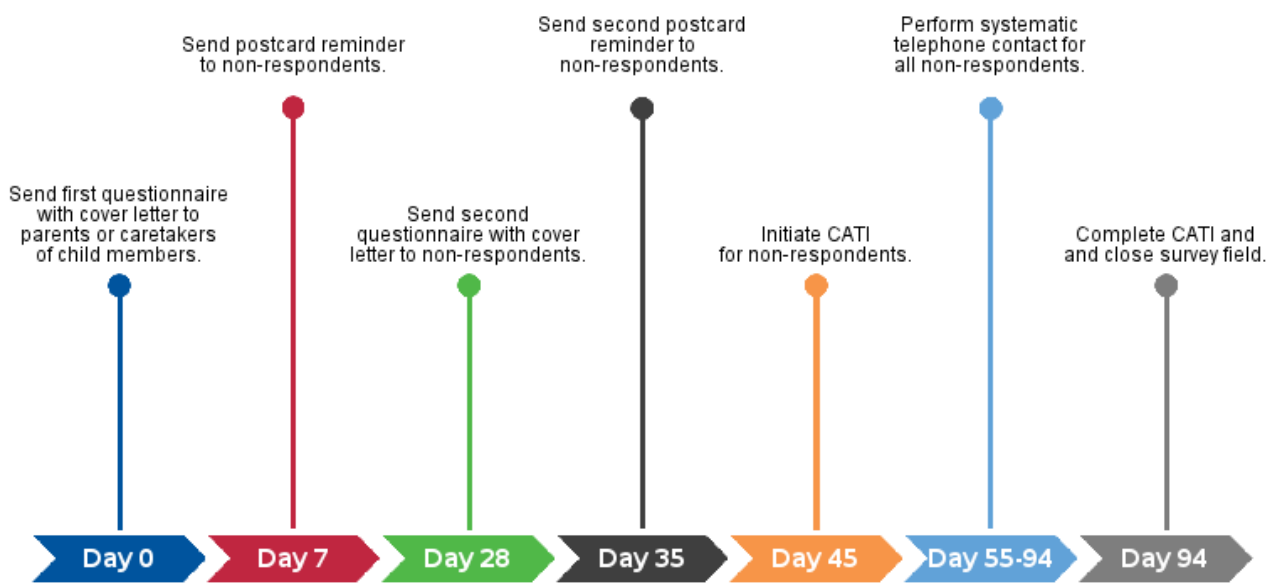 Send first questionnaire
with cover letter to
parents or caretakers
of child members.
Send postcard reminder
to non-respondents.
Send second
questionnaire with cover
letter to non-respondents.
Send second postcard
reminder to
non-respondents.
Initiate CATI
for non-respondents.
Perform systematic
telephone contact for
all non-respondents.
Complete CATI and
and close survey field.
Day 0
Day 7
Day 28
Day 35
Day 45
Day 55-94
Day 94